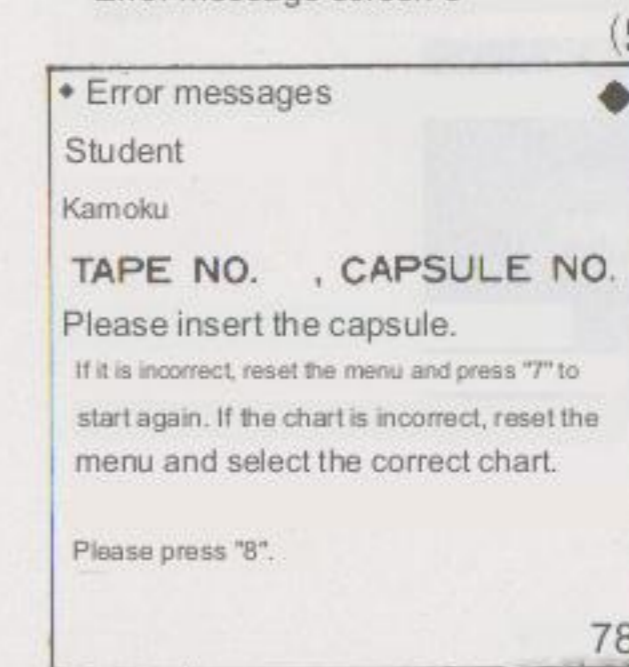 (5
◆ Error messages ◆
Student
Kamoku
TAPE NO. , CAPSULE NO.
Please insert the capsule.
If it is incorrect, reset the menu and press "7" to
start again. If the chart is incorrect, reset the
menu and select the correct chart.
Please press "8".
78